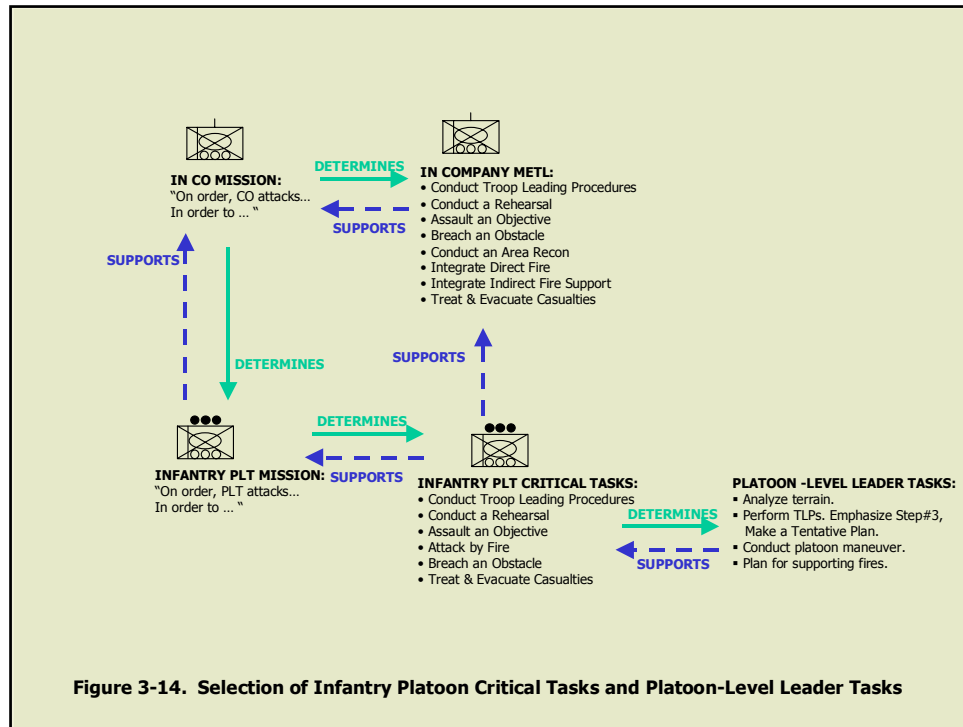 DETERMINES
IN CO MISSION:
“On order, CO attacks…
In order to … “
SUPPORTS
IN COMPANY METL:
• Conduct Troop Leading Procedures
• Conduct a Rehearsal
• Assault an Objective
• Breach an Obstacle
• Conduct an Area Recon
• Integrate Direct Fire
• Integrate Indirect Fire Support
• Treat & Evacuate Casualties
SUPPORTS
DETERMINES
SUPPORTS
DETERMINES
INFANTRY PLT MISSION:
“On order, PLT attacks…
In order to … “
SUPPORTS
INFANTRY PLT CRITICAL TASKS:
• Conduct Troop Leading Procedures
• Conduct a Rehearsal
• Assault an Objective
• Attack by Fire
• Breach an Obstacle
• Treat & Evacuate Casualties
DETERMINES
SUPPORTS
PLATOON -LEVEL LEADER TASKS:
▪ Analyze terrain.
▪ Perform TLPs. Emphasize Step#3,
Make a Tentative Plan.
▪ Conduct platoon maneuver.
▪ Plan for supporting fires.
Figure 3-14. Selection of Infantry Platoon Critical Tasks and Platoon-Level Leader Tasks